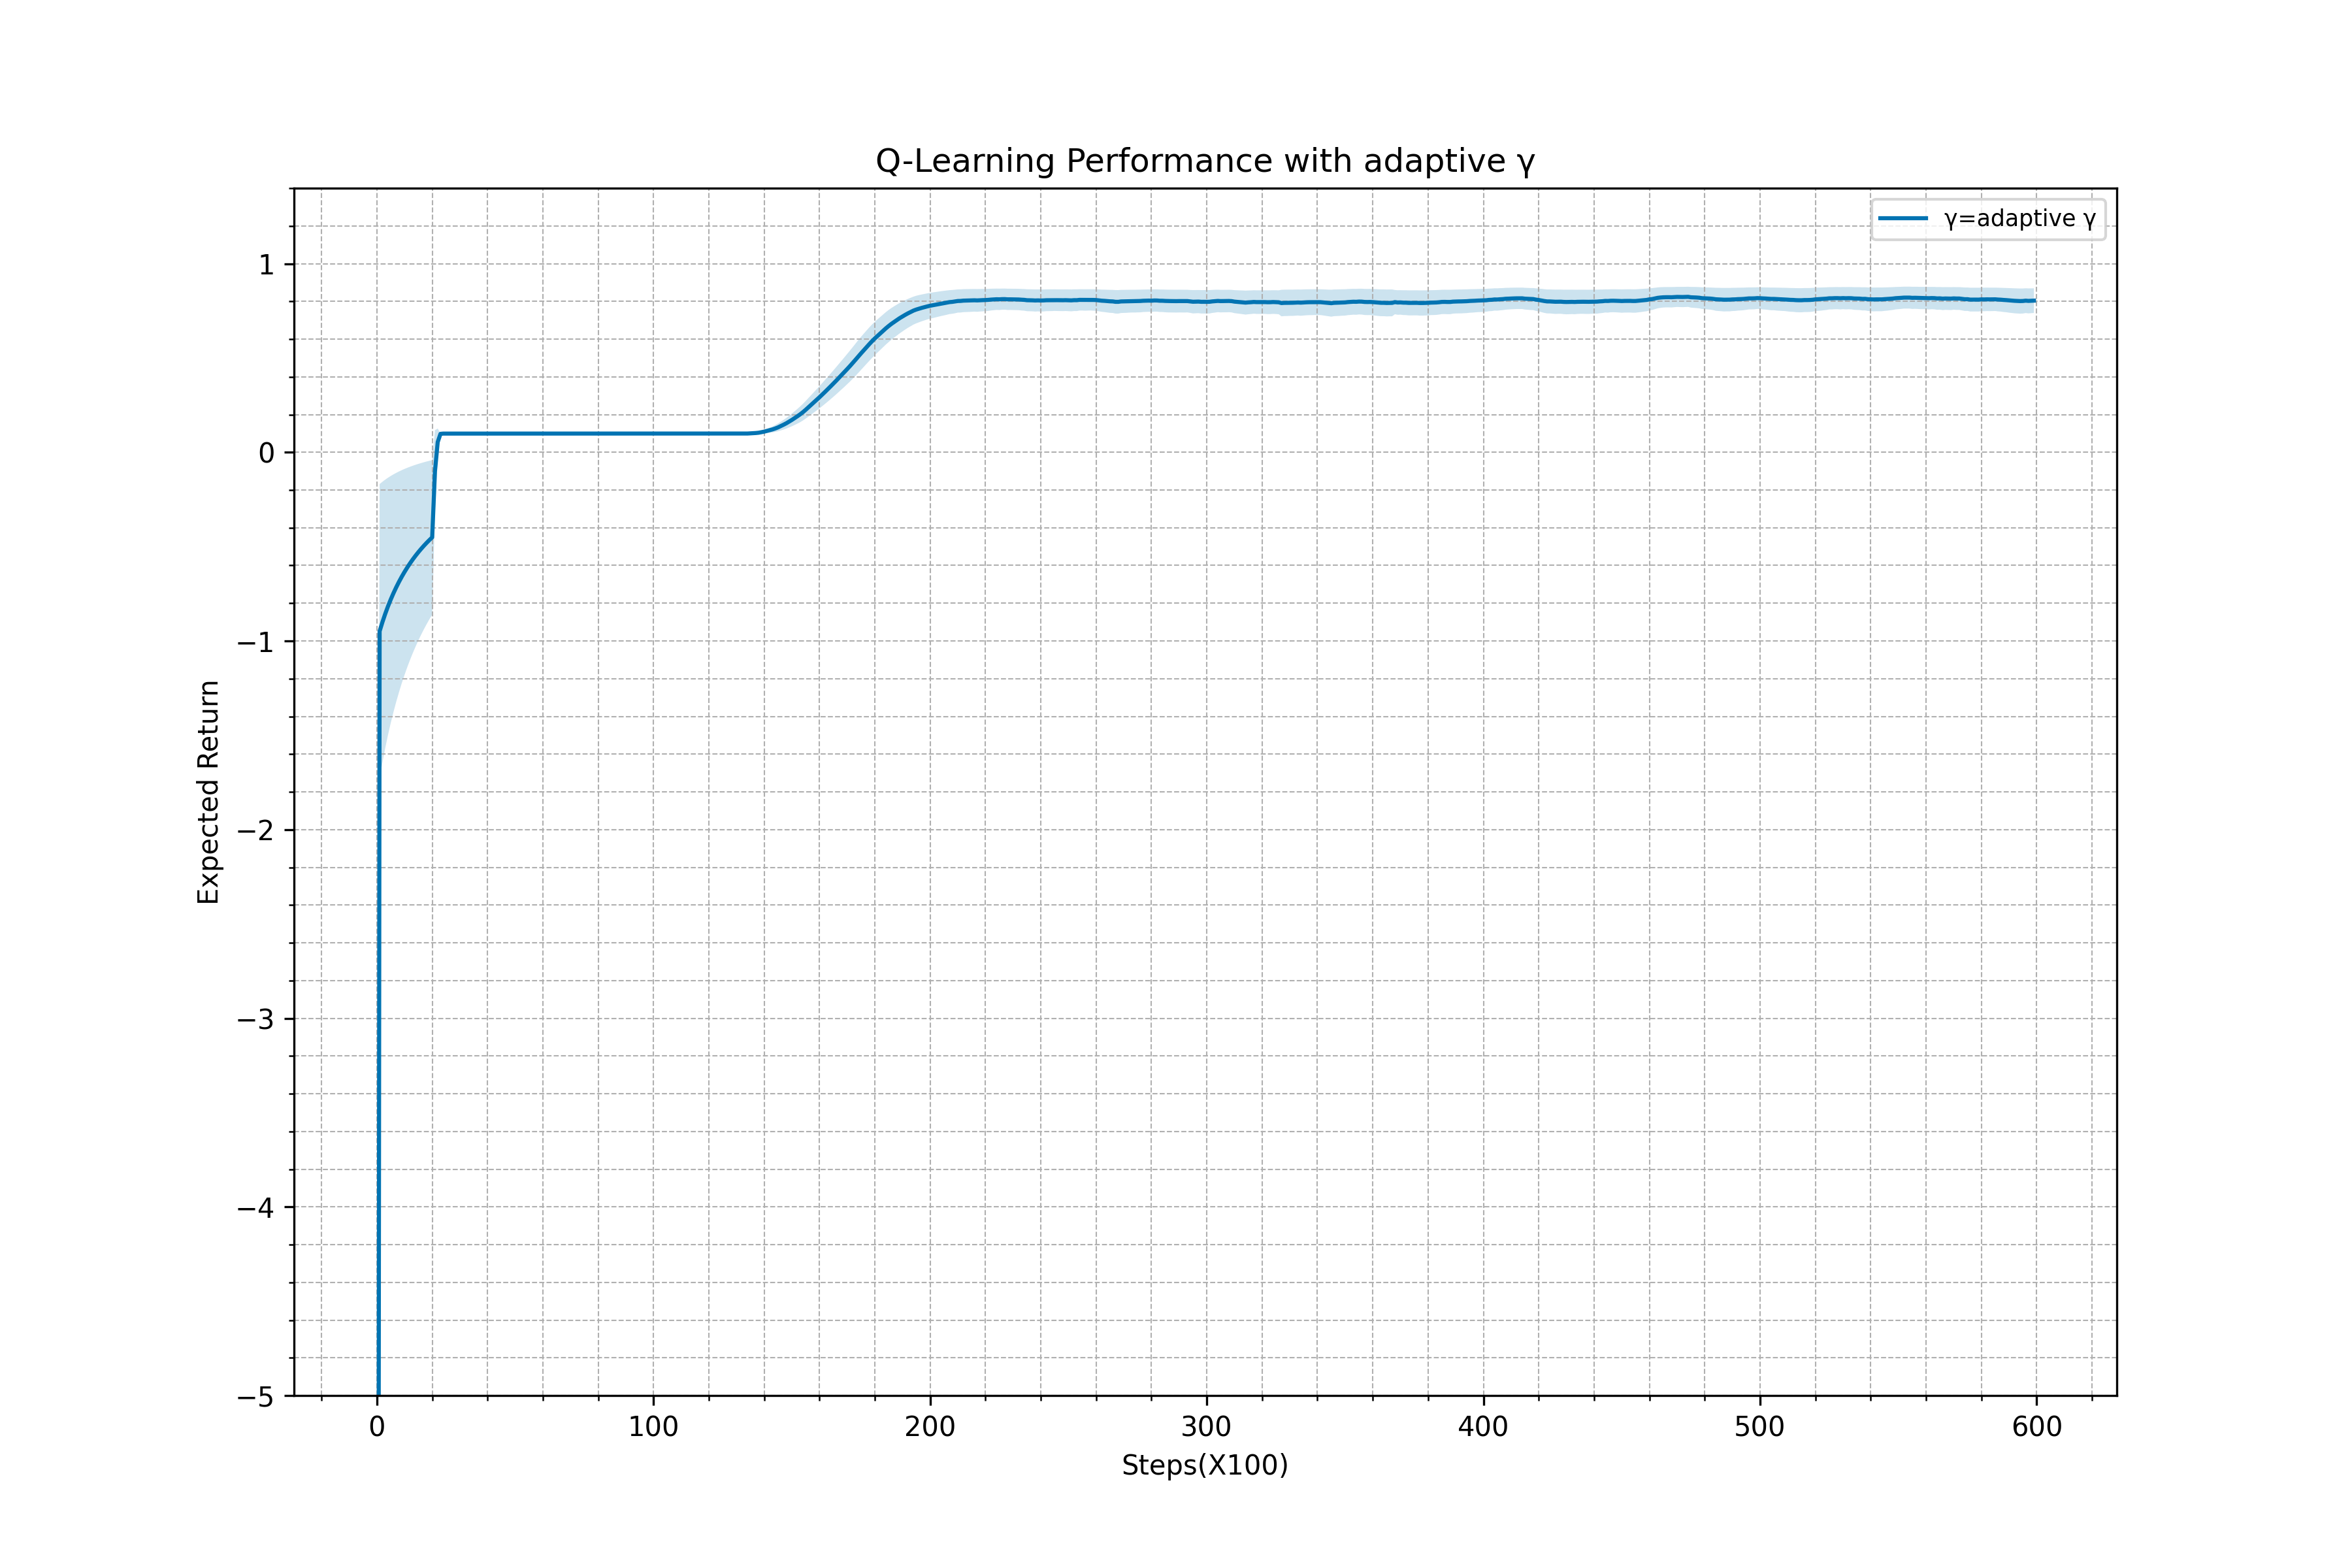 Q-Learning Performance with adaptive γ
γ=adaptive γ
1
0
−1
−2
−3
−4
−5
Expected Return
0 100 200 300 400 500 600
Steps(X100)